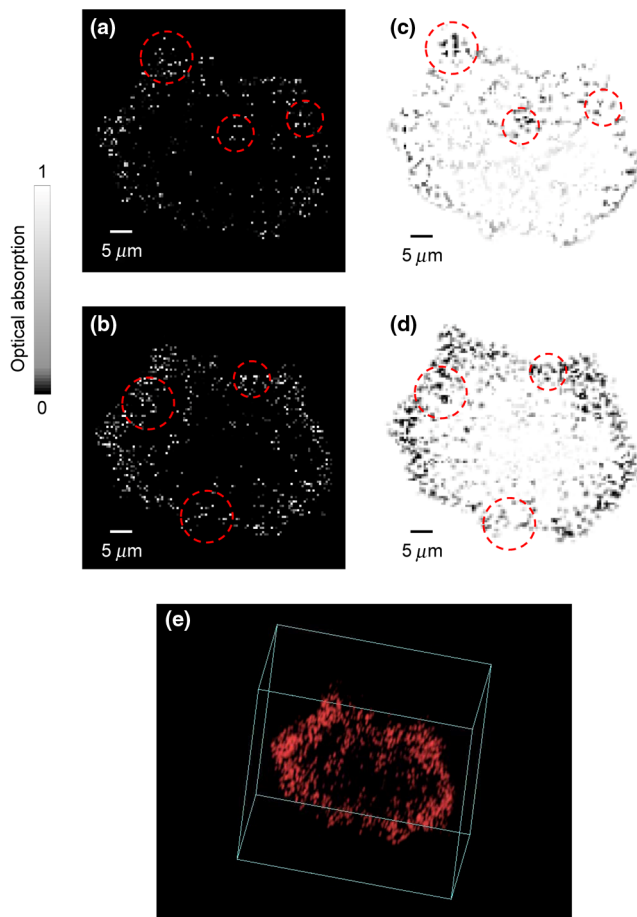 (a)
(c)
1
Optical absorption
0
5 μm
5 μm
(b)
(d)
5 μm
5 μm
(e)